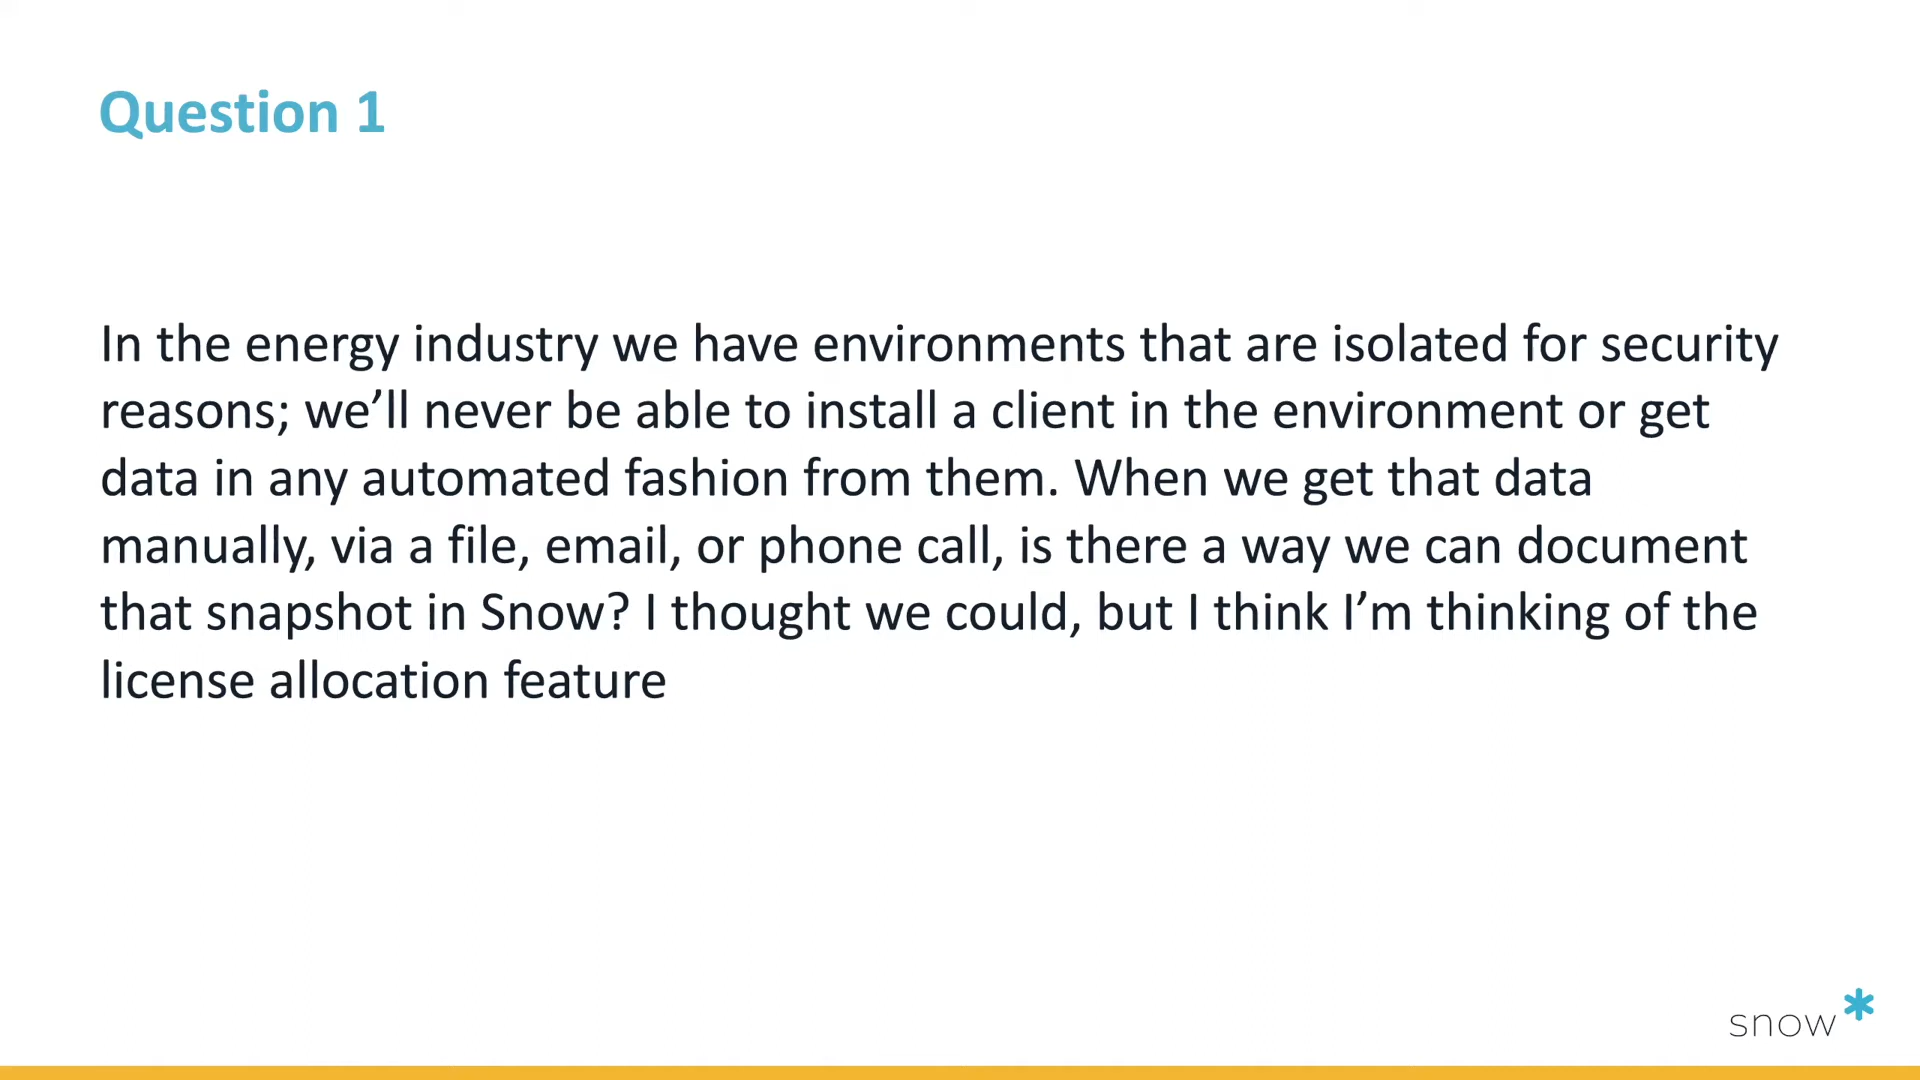 Question 1
In the energy industry we have environments that are isolated for security
reasons; we’ll never be able to install a client in the environment or get
data in any automated fashion from them. When we get that data
manually, via a file, email, or phone call, is there a way we can document
that snapshot in Snow? I thought we could, but I think I’m thinking of the
license allocation feature
snow